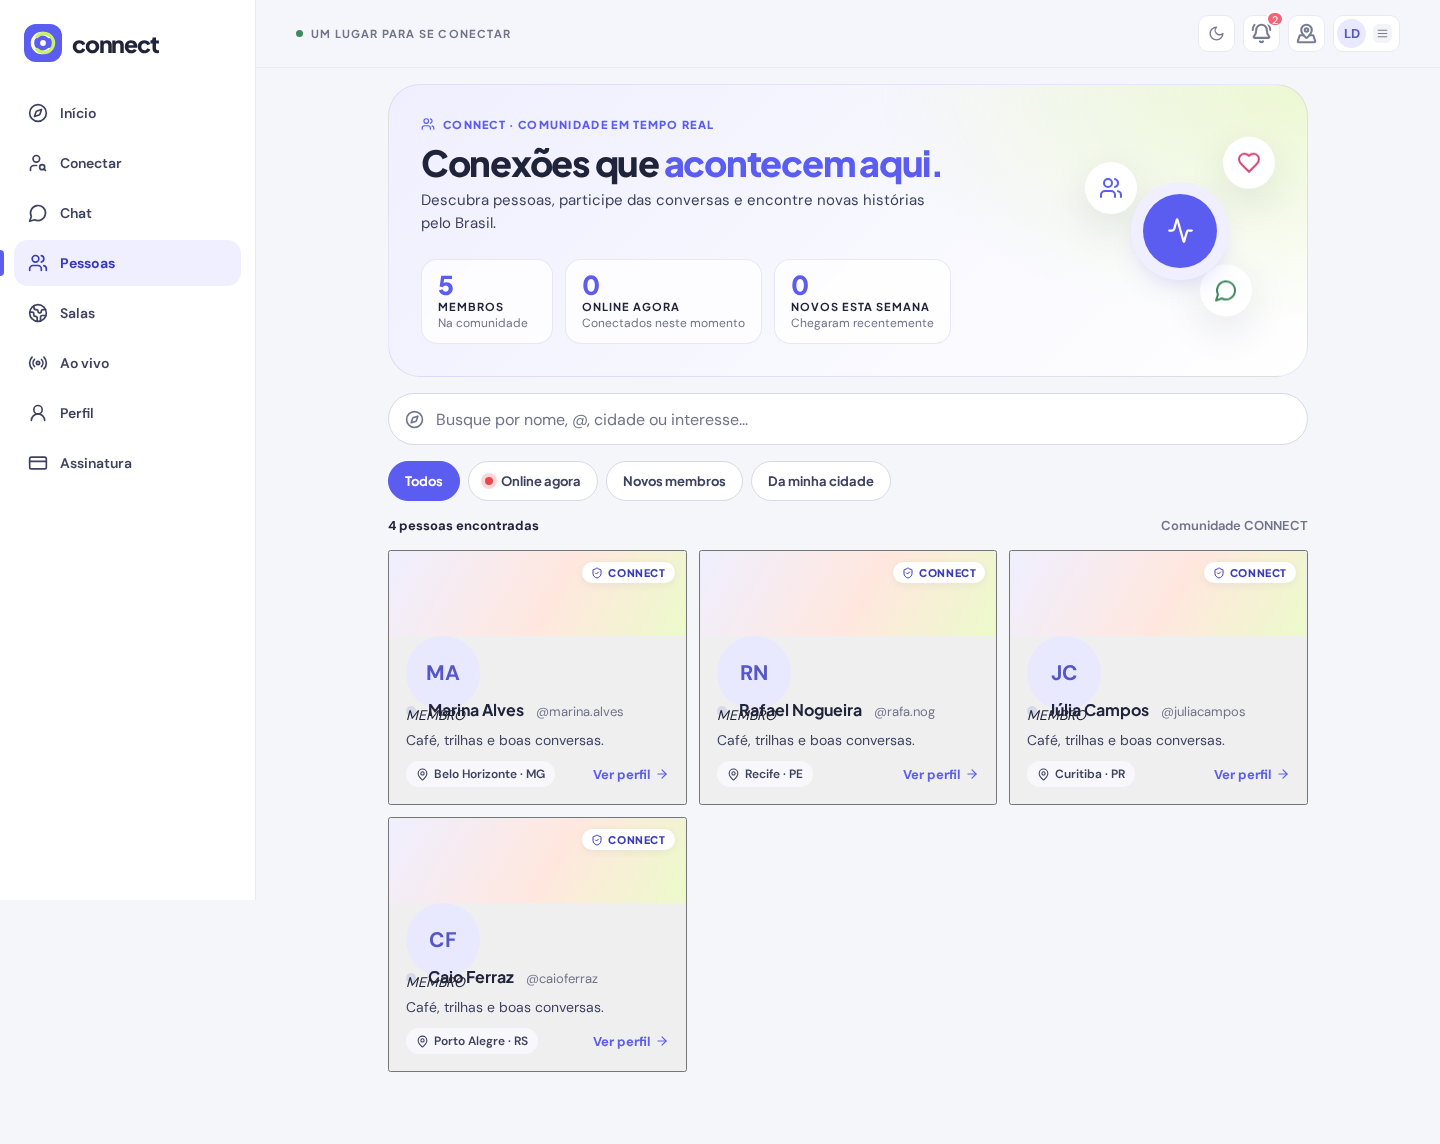 connect
Início
Conectar
Chat
Pessoas
Salas
Ao vivo
Perfil
Assinatura
UM LUGAR PARA SE CONECTAR
2
LD
CONNECT · COMUNIDADE EM TEMPO REAL
Conexões que acontecem aqui.
Descubra pessoas, participe das conversas e encontre novas histórias
pelo Brasil.
5
MEMBROS
Na comunidade
0
ONLINE AGORA
Conectados neste momento
0
NOVOS ESTA SEMANA
Chegaram recentemente
Busque por nome, @, cidade ou interesse...
Todos
Online agora
Novos membros
Da minha cidade
4 pessoas encontradas
Comunidade CONNECT
CONNECT
MA
Marina Alves @marina.alves
MEMBRO
Café, trilhas e boas conversas.
Belo Horizonte · MG
Ver perfil
CONNECT
RN
Rafael Nogueira @rafa.nog
MEMBRO
Café, trilhas e boas conversas.
Recife · PE
Ver perfil
CONNECT
JC
Júlia Campos @juliacampos
MEMBRO
Café, trilhas e boas conversas.
Curitiba · PR
Ver perfil
CONNECT
CF
Caio Ferraz @caioferraz
MEMBRO
Café, trilhas e boas conversas.
Porto Alegre · RS
Ver perfil